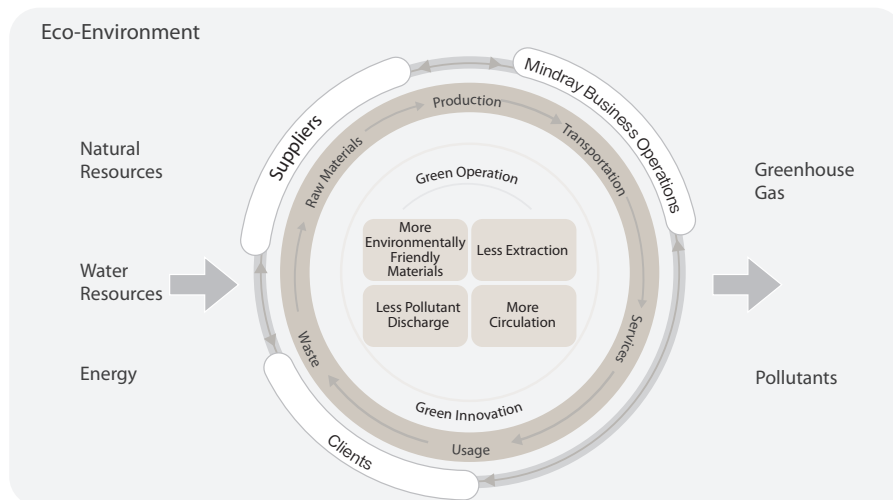 Eco-Environment
Natural
Resources
Water
Resources
Energy
Suppliers
Mindray Business Operations
Clients
Raw Materials
Production
Transportation
Services
Usage
Waste
Green Operation
More
Environmentally
Friendly
Materials
Less Extraction
Less Pollutant
Discharge
More
Circulation
Green Innovation
Greenhouse
Gas
Pollutants